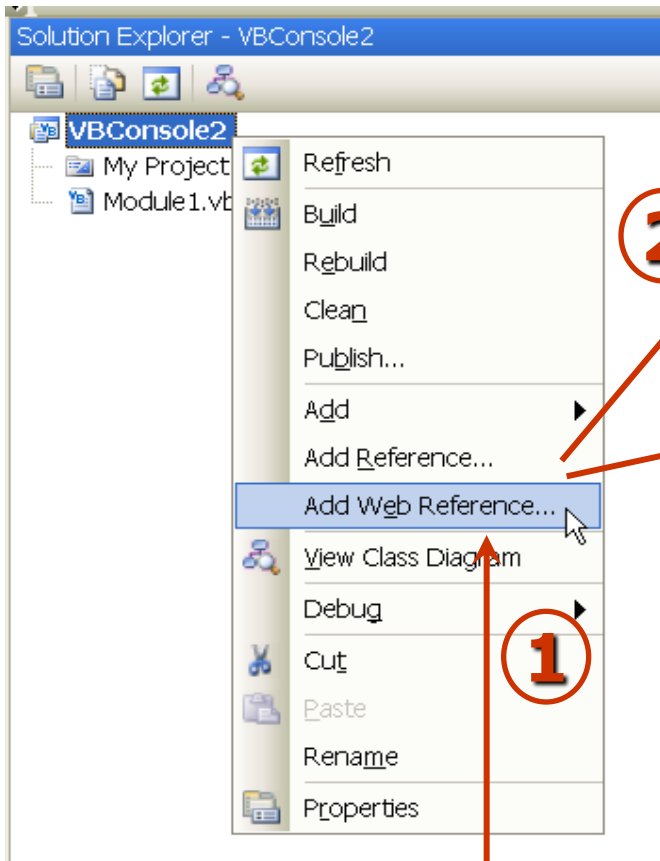 Solution Explorer - VBConsole2
VBConsole2
My Project
Module1.vb
Refresh
Build
Rebuild
Clean
Publish...
Add
Add Reference...
Add Web Reference...
View Class Diagram
Debug
Cut
Paste
Rename
Properties
2
1